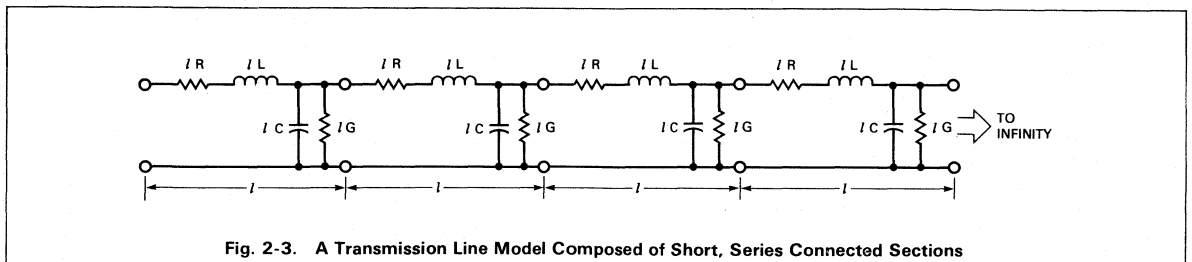 l R l L l R l L l R l L l R l L
l C l G l C l G l C l G l C l G TO
INFINITY
l l l l
Fig. 2-3. A Transmission Line Model Composed of Short, Series Connected Sections